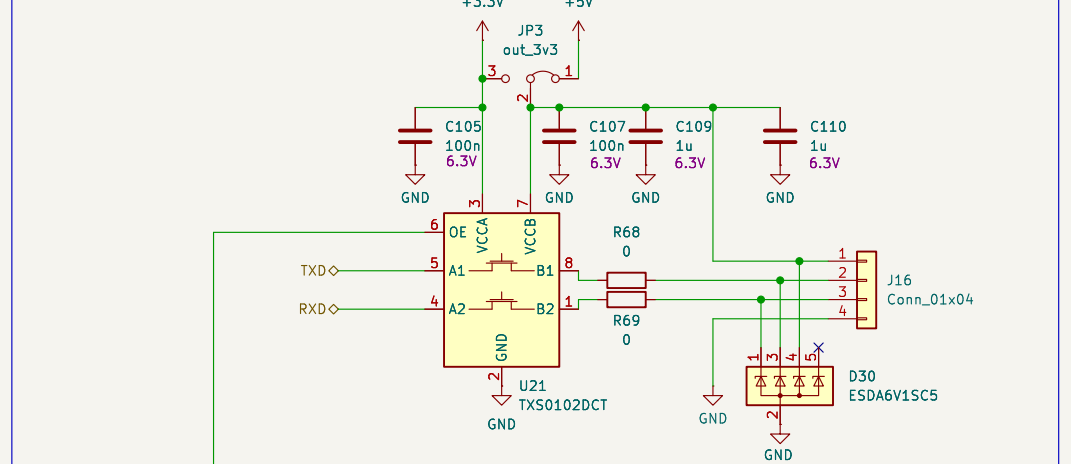 +3.3V
+5V
JP3
out_3v3
3
1
2
C105
100n
6.3V
C107
100n
6.3V
C109
1u
6.3V
C110
1u
6.3V
GND
GND
GND
GND
3
7
VCCA
VCCB
6
OE
R68
0
TXD
5
A1
B1
8
RXD
4
A2
B2
1
R69
0
GND
2
U21
TXS0102DCT
GND
1
2
3
4
J16
Conn_01x04
1
3
4
5
D30
ESDA6V1SC5
2
GND
GND